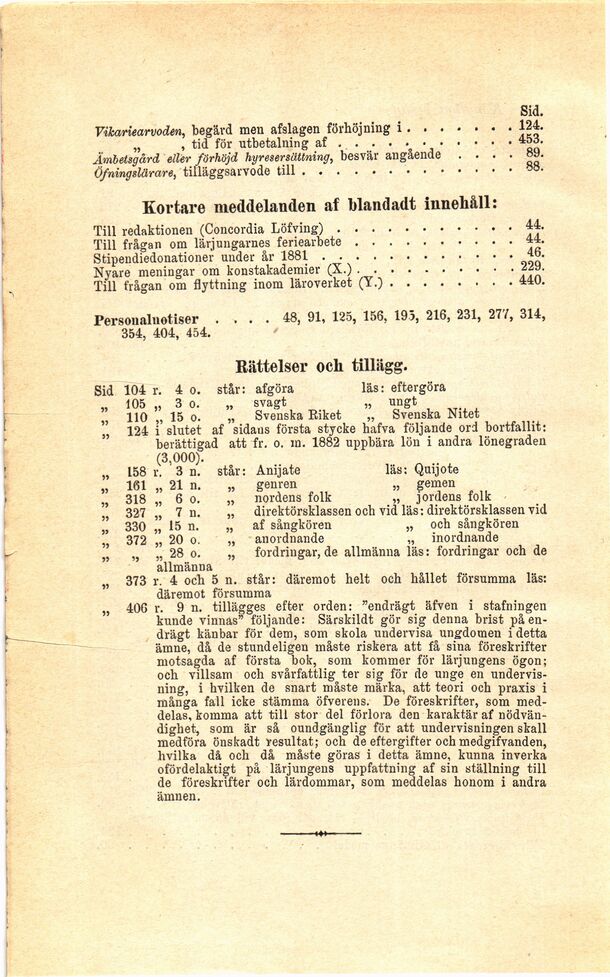 Sid.
Vikariearvoden, begärd men afslagen förhöjning i . . . . . . . 124.
„ , tid för utbetalning af . . . . . . . . . . 453.
Ämbetsgård eller förhöjd hyresersättning, besvär angående . . . . 89.
Öfningslärare, tilläggsarvode till . . . . . . . . . . . . 88.
Kortare meddelanden af blandadt innehåll:
Till redaktionen (Concordia Löfving) . . . . . . . . . . . 44.
Till frågan om lärjungarnes feriearbete . . . . . . . . . . 44.
Stipendiedonationer under år 1881 . . . . . . . . . . . . 46.
Nyare meningar om konstakademier (X.) . . . . . . . . . 229.
Till frågan om flyttning inom läroverket (Y.) . . . . . . . . 440.
Personalnotiser . . . . 48, 91, 125, 156, 195, 216, 231, 277, 314,
354, 404, 454.
Rättelser och tillägg.
Sid 104 r. 4 o. står: afgöra läs: eftergöra
„ 105 „ 3 o. „ svagt „ ungt
„ 110 „ 15 o. „ Svenska Riket „ Svenska Nitet
„ 124 i slutet af sidans första stycke hafva följande ord bortfallit:
berättigad att fr. o. m. 1882 uppbära lön i andra lönegraden
(3,000).
„ 158 r. 3 n. står: Anijate läs: Quijote
„ 161 „ 21 n. „ genren „ gemen
„ 318 „ 6 o. „ nordens folk „ jordens folk
„ 327 „ 7 n. „ direktörsklassen och vid läs: direktörsklassen vid
„ 330 „ 15 n. „ af sångkören „ och sångkören
„ 372 „ 20 o. „ anordnande „ inordnande
„ „ „ 28 o. „ fordringar, de allmänna läs: fordringar och de
allmänna
„ 373 r. 4 och 5 n. står: däremot helt och hållet försumma läs:
däremot försumma
„ 406 r. 9 n. tillägges efter orden: ”endrägt äfven i stafningen
kunde vinnas” följande: Särskildt gör sig denna brist på en-
drägt känbar för dem, som skola undervisa ungdomen i detta
ämne, då de stundeligen måste riskera att få sina föreskrifter
motsagda af första bok, som kommer för lärjungens ögon;
och villsam och svårfattlig ter sig för de unge en undervis-
ning, i hvilken de snart måste märka, att teori och praxis i
många fall icke stämma öfverens. De föreskrifter, som med-
delas, komma att till stor del förlora den karaktär af nödvän-
dighet, som är så oundgänglig för att undervisningen skall
medföra önskadt resultat; och de eftergifter och medgifvanden,
hvilka då och då måste göras i detta ämne, kunna inverka
ofördelaktigt på lärjungens uppfattning af sin ställning till
de föreskrifter och lärdommar, som meddelas honom i andra
ämnen.